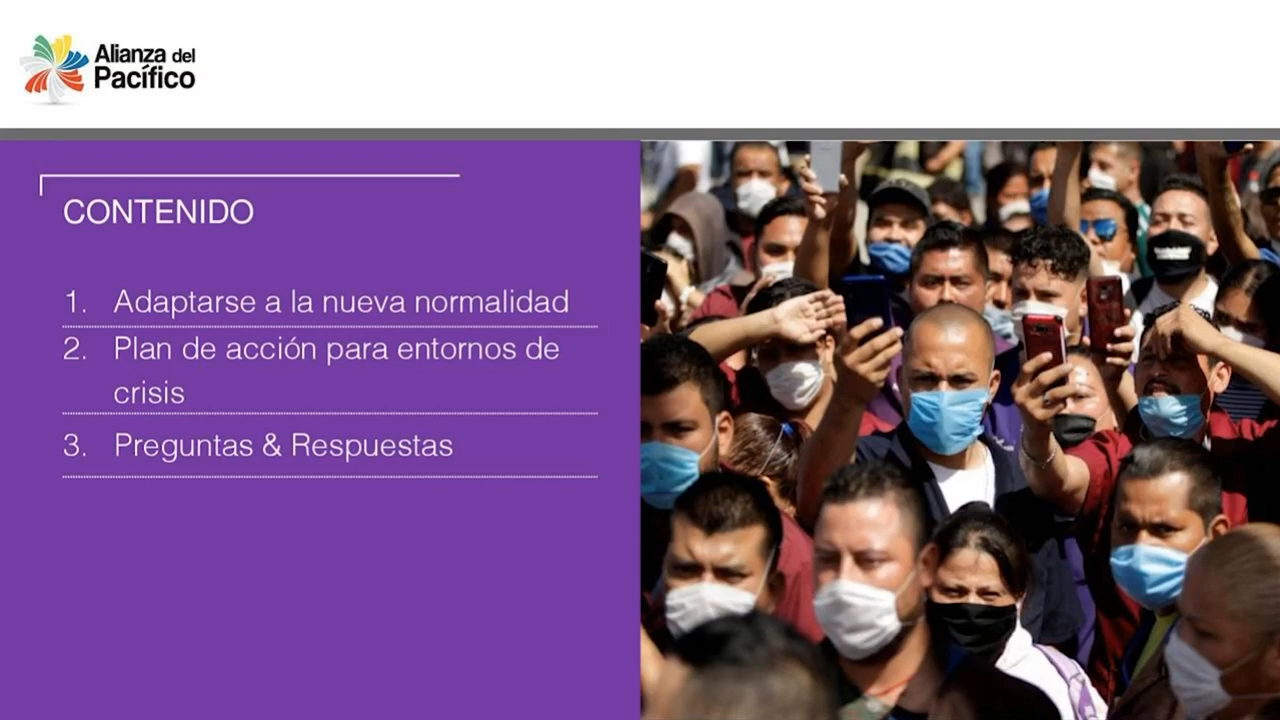 Alianza del
Pacífico
CONTENIDO
1. Adaptarse a la nueva normalidad
2. Plan de acción para entornos de
crisis
3. Preguntas & Respuestas